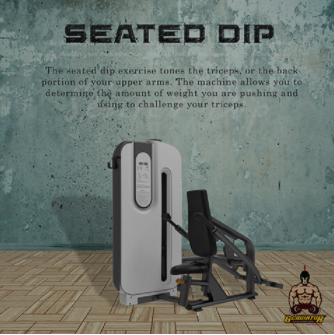 SEATED DIP
The seated dip exercise tones the triceps, or the back
portion of your upper arms. The machine allows you to
determine the amount of weight you are pushing and
using to challenge your triceps.